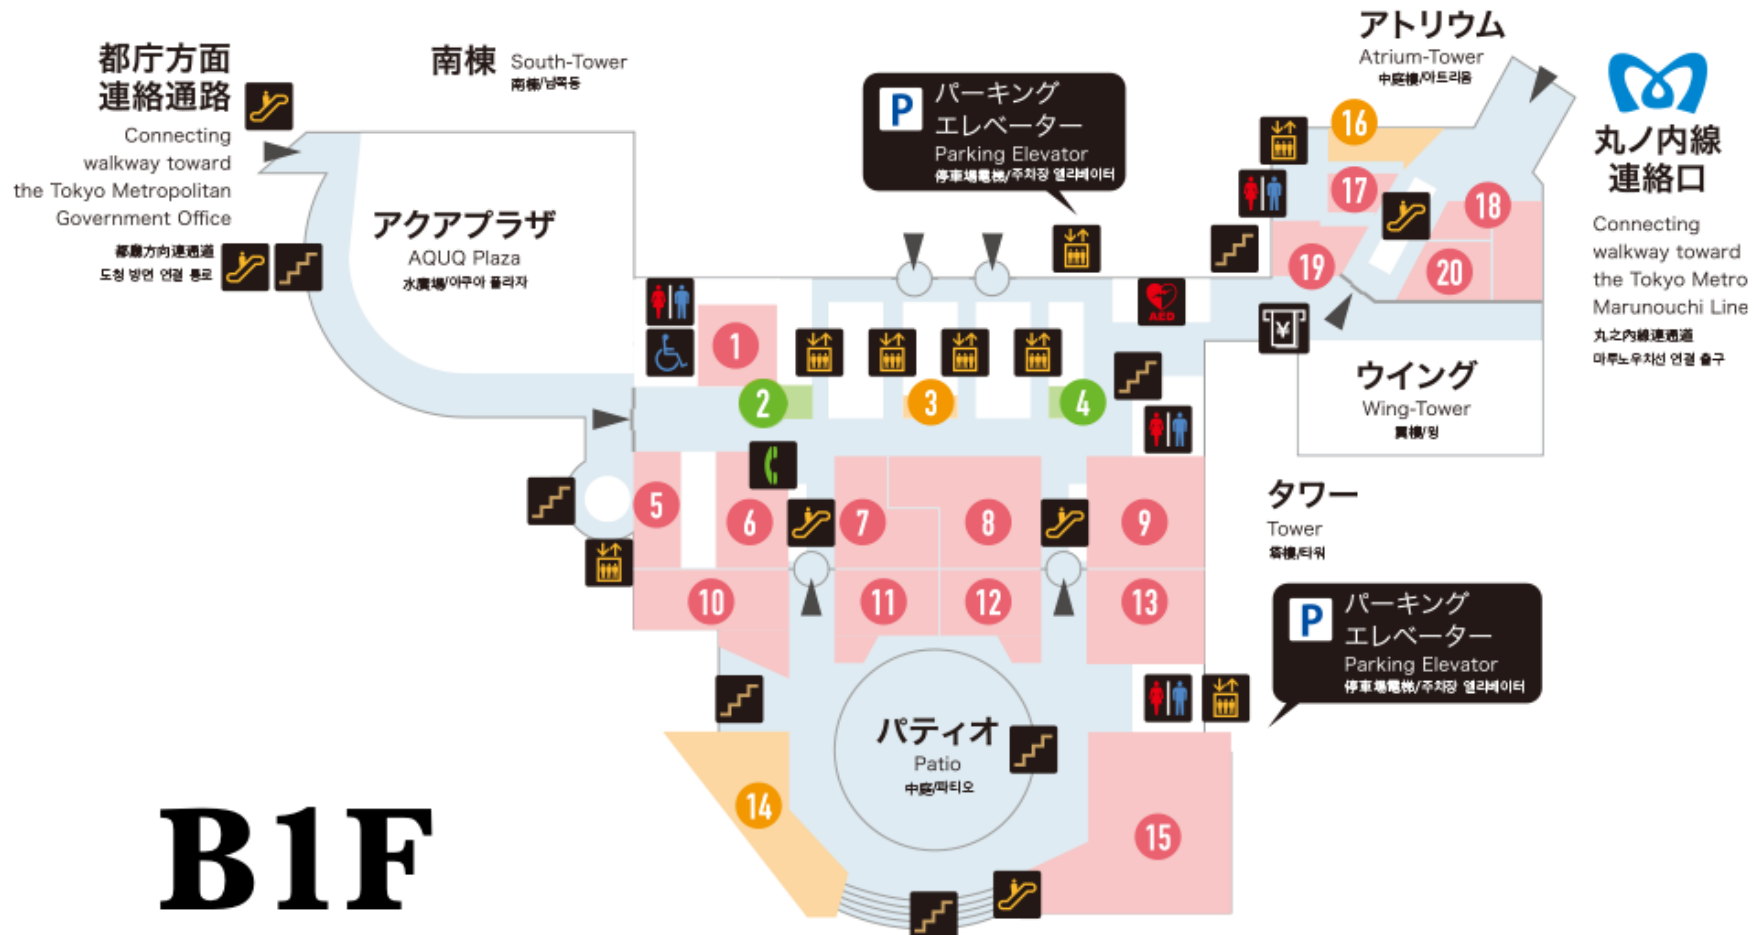 都庁方面
連絡通路
Connecting
walkway toward
the Tokyo Metropolitan
Government Office
都廳方向連通道
도청 방면 연결 통로
南棟
South-Tower
南棟/남쪽동
アクアプラザ
AQUQ Plaza
水廣場/아쿠아 플라자
P
パーキング
エレベーター
Parking Elevator
停車場電梯/주차장 엘리베이터
アトリウム
Atrium-Tower
中庭樓/아트리움
丸ノ内線
連絡口
Connecting
walkway toward
the Tokyo Metro
Marunouchi Line
丸之內線連通道
마루노우치선 연결 출구
16
17
18
19
20
AED
¥
ウイング
Wing-Tower
翼樓/윙
1
2
3
4
5
6
7
8
9
10
11
12
13
タワー
Tower
塔樓/타워
P
パーキング
エレベーター
Parking Elevator
停車場電梯/주차장 엘리베이터
パティオ
Patio
中庭/파티오
14
15
B1F